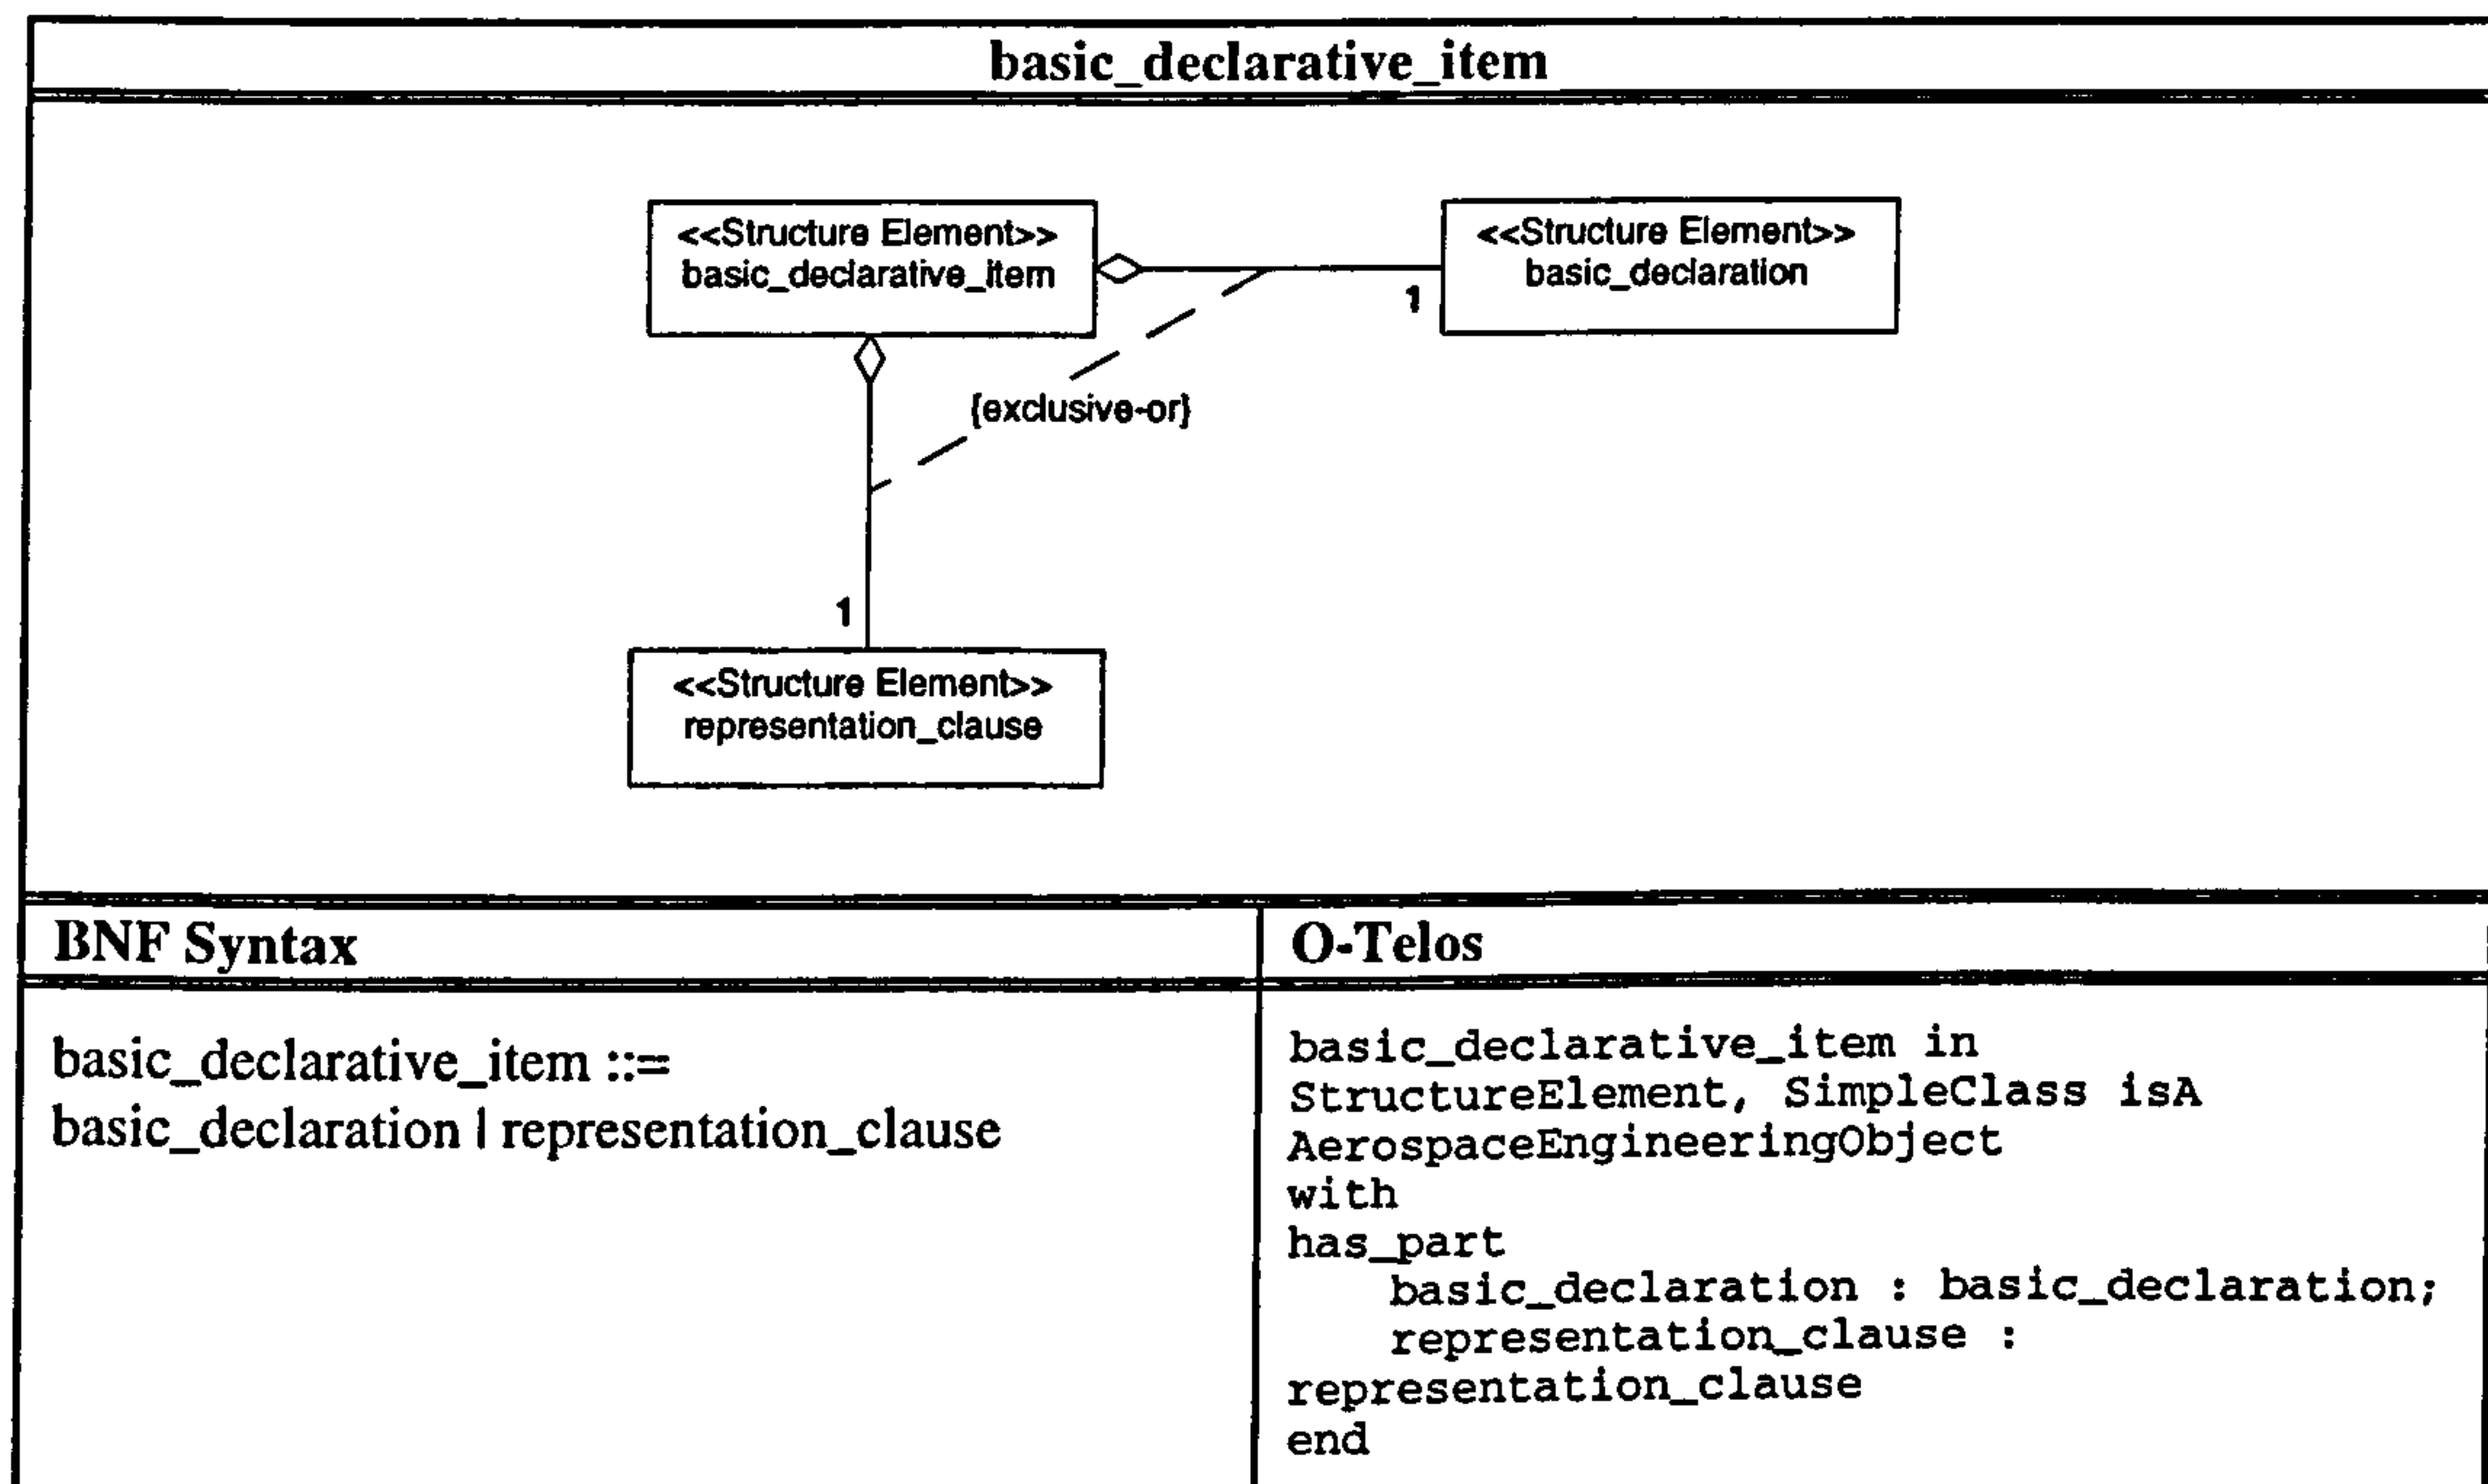 basic_declarative_item
<<Structure Element>>
basic_declarative_item
<<Structure Element>>
basic_declaration
1
{exclusive-or}
1
<<Structure Element>>
representation_clause
BNF Syntax
O-Telos
basic_declarative_item ::=
basic_declaration | representation_clause
basic_declarative_item in
StructureElement, SimpleClass isA
AerospaceEngineeringObject
with
has_part
basic_declaration : basic_declaration;
representation_clause :
representation_clause
end